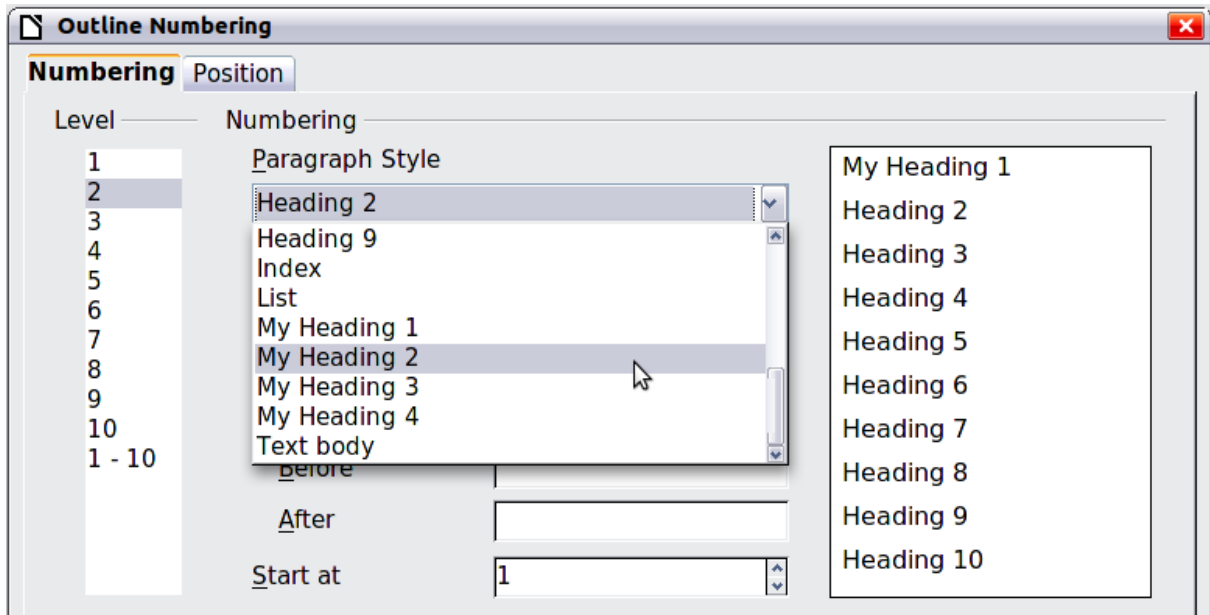 Outline Numbering
Numbering Position
Level
1
2
3
4
5
6
7
8
9
10
1 - 10
Numbering
Paragraph Style
Heading 2
Heading 9
Index
List
My Heading 1
My Heading 2
My Heading 3
My Heading 4
Text body
Before
After
Start at 1
My Heading 1
Heading 2
Heading 3
Heading 4
Heading 5
Heading 6
Heading 7
Heading 8
Heading 9
Heading 10